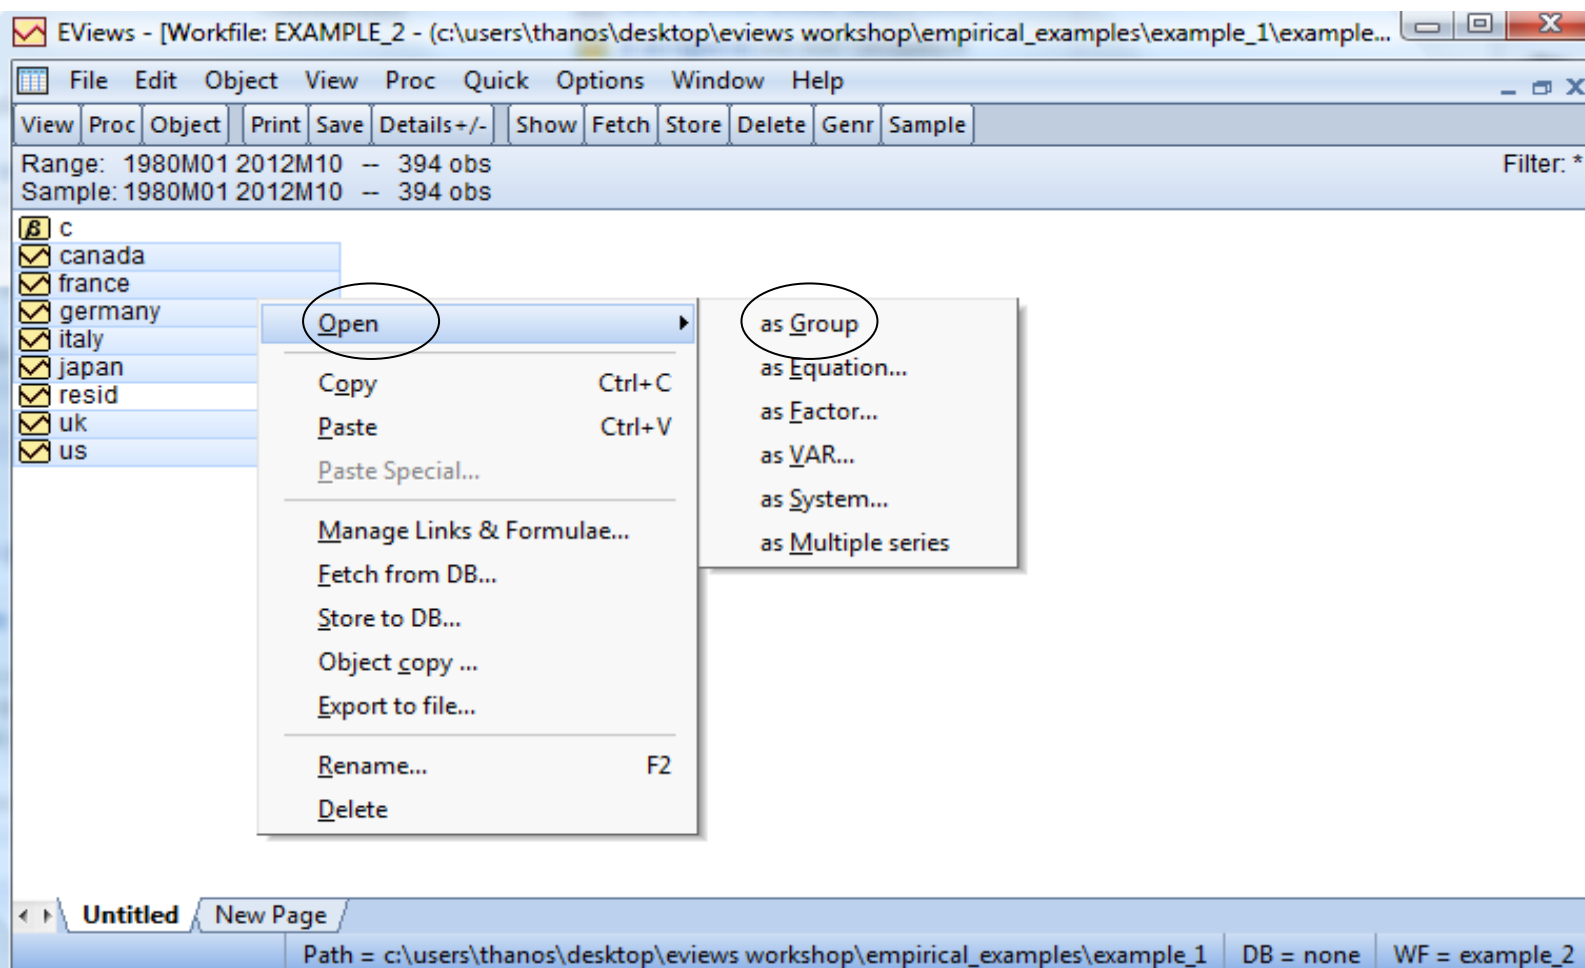 EViews - [Workfile: EXAMPLE_2 - (c:\users\thanos\desktop\eviews workshop\empirical_examples\example_1\example...
File Edit Object View Proc Quick Options Window Help
View Proc Object Print Save Details+/- Show Fetch Store Delete Genr Sample
Range: 1980M01 2012M10 -- 394 obs Filter: *
Sample: 1980M01 2012M10 -- 394 obs
β c
canada
france
germany
italy
japan
resid
uk
us
Open
Copy Ctrl+C
Paste Ctrl+V
Paste Special...
Manage Links & Formulae...
Fetch from DB...
Store to DB...
Object copy ...
Export to file...
Rename... F2
Delete
as Group
as Equation...
as Factor...
as VAR...
as System...
as Multiple series
Untitled New Page
Path = c:\users\thanos\desktop\eviews workshop\empirical_examples\example_1 DB = none WF = example_2